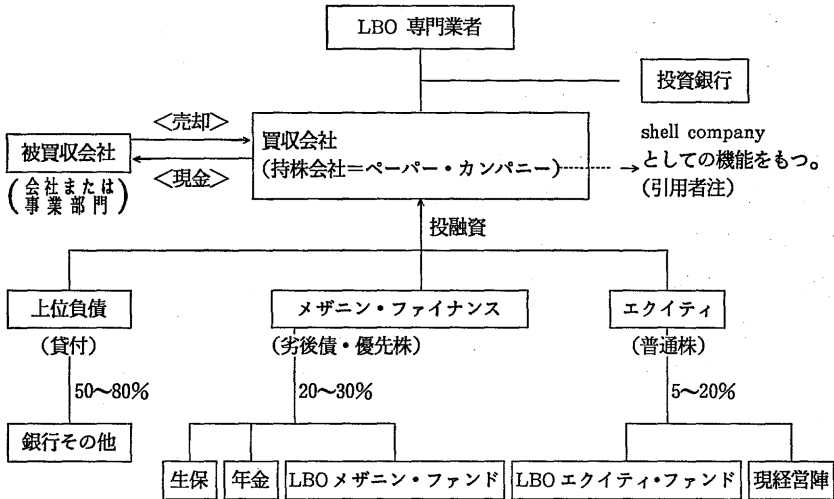 LBO 専門業者
投資銀行
<売却>
被買収会社
<現金>
(会社または
事業部門)
買収会社
(持株会社=ペーパー・カンパニー)
shell company
としての機能をもつ。
(引用者注)
投融資
上位負債
メザニン・ファイナンス
エクイティ
(貸付)
(劣後債・優先株)
(普通株)
50〜80%
20〜30%
5〜20%
銀行その他
生保
年金
LBO メザニン・ファンド
LBO エクイティ・ファンド
現経営陣